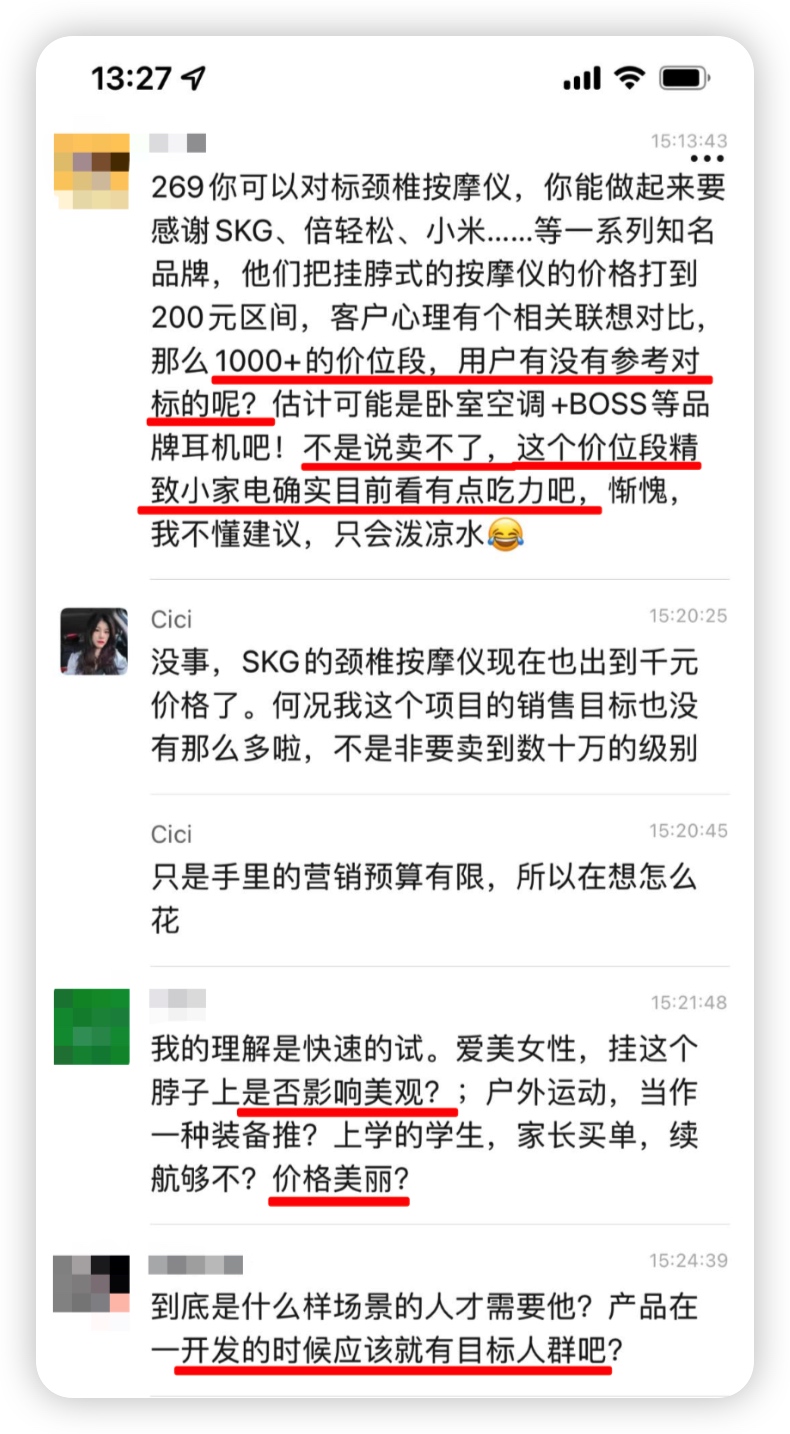 13:27
15:13:43
269你可以对标颈椎按摩仪，你能做起来要
感谢SKG、倍轻松、小米……等一系列知名
品牌，他们把挂脖式的按摩仪的价格打到
200元区间，客户心理有个相关联想对比，
那么1000+的价位段，用户有没有参考对
标的呢？估计可能是卧室空调+BOSS等品
牌耳机吧！不是说卖不了，这个价位段精
致小家电确实目前看有点吃力吧，惭愧，
我不懂建议，只会泼凉水😂
Cici
15:20:25
没事，SKG的颈椎按摩仪现在也出到千元
价格了。何况我这个项目的销售目标也没
有那么多啦，不是非要卖到数十万的级别
Cici
15:20:45
只是手里的营销预算有限，所以在想怎么
花
15:21:48
我的理解是快速的试。爱美女性，挂这个
脖子上是否影响美观？；户外运动，当作
一种装备推？上学的学生，家长买单，续
航够不？价格美丽？
15:24:39
到底是什么样场景的人才需要他？产品在
一开发的时候应该就有目标人群吧？